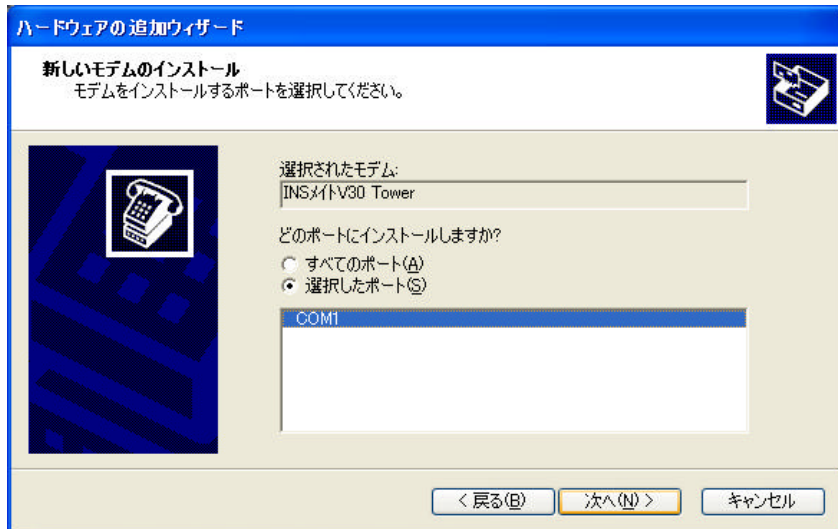 ハードウェアの追加ウィザード
新しいモデムのインストール
モデムをインストールするポートを選択してください。
選択されたモデム:
INSメイトV30 Tower
どのポートにインストールしますか?
すべてのポート(A)
選択したポート(S)
COM1
< 戻る(B)
次へ(N) >
キャンセル